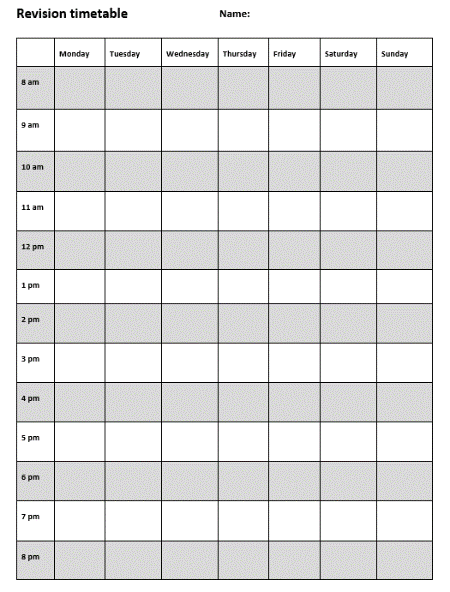 Revision timetable Name:
Monday Tuesday Wednesday Thursday Friday Saturday Sunday
8 am
9 am
10 am
11 am
12 pm
1 pm
2 pm
3 pm
4 pm
5 pm
6 pm
7 pm
8 pm